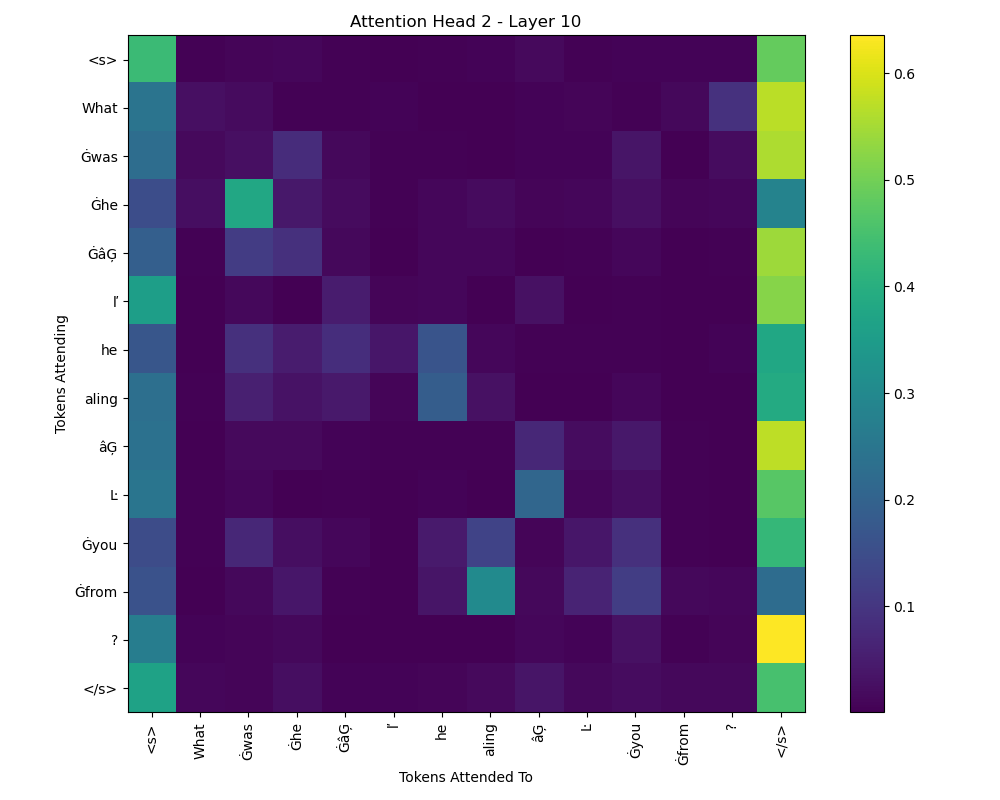 Attention Head 2 - Layer 10
<s>
What
Ġwas
Ġhe
ĠâĢ
ľ
he
aling
âĢ
Ŀ
Ġyou
Ġfrom
?
</s>
Tokens Attending
<s>
What
Ġwas
Ġhe
ĠâĢ
ľ
he
aling
âĢ
Ŀ
Ġyou
Ġfrom
?
</s>
Tokens Attended To
0.6
0.5
0.4
0.3
0.2
0.1